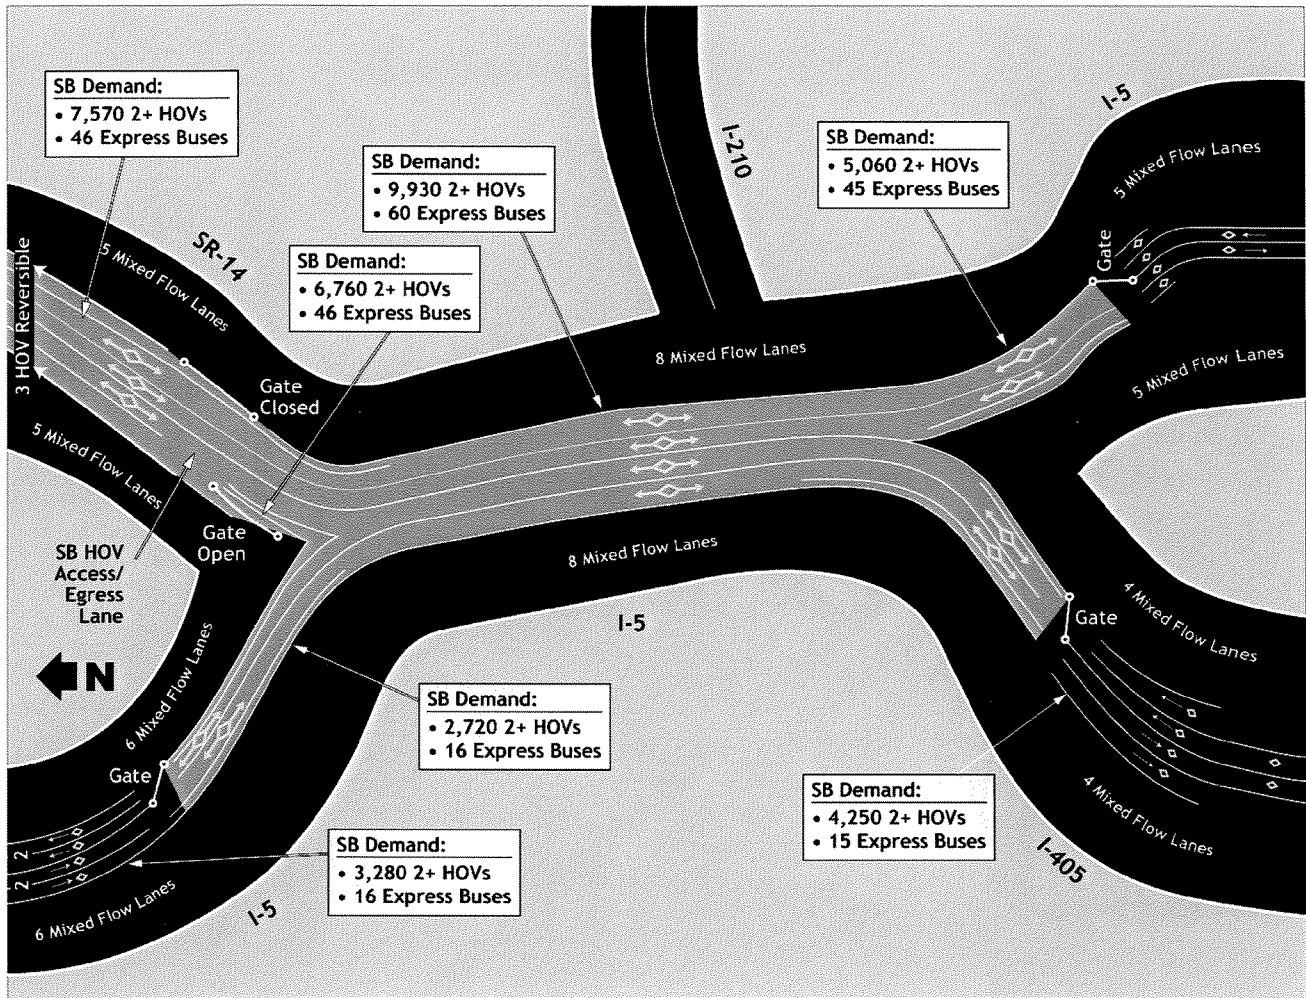 SB Demand:
• 7,570 2+ HOVs
• 46 Express Buses
SB Demand:
• 9,930 2+ HOVs
• 60 Express Buses
SB Demand:
• 6,760 2+ HOVs
• 46 Express Buses
SB Demand:
• 5,060 2+ HOVs
• 45 Express Buses
I-210
I-5
5 Mixed Flow Lanes
SR-14
5 Mixed Flow Lanes
3 HOV Reversible
Gate
Closed
8 Mixed Flow Lanes
Gate
5 Mixed Flow Lanes
5 Mixed Flow Lanes
Gate
Open
SB HOV
Access/
Egress
Lane
8 Mixed Flow Lanes
I-5
N
6 Mixed Flow Lanes
Gate
4 Mixed Flow Lanes
SB Demand:
• 2,720 2+ HOVs
• 16 Express Buses
Gate
SB Demand:
• 4,250 2+ HOVs
• 15 Express Buses
4 Mixed Flow Lanes
I-405
SB Demand:
• 3,280 2+ HOVs
• 16 Express Buses
2
2
6 Mixed Flow Lanes
I-5